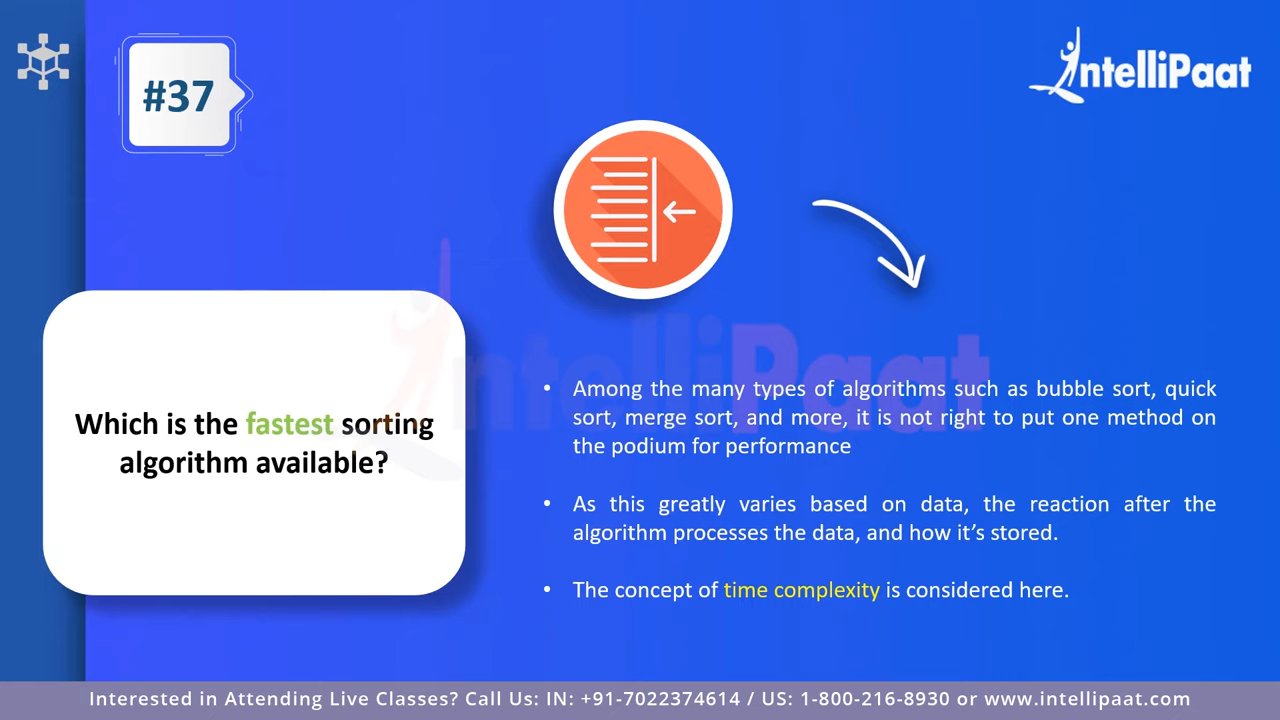 #37
IntelliPaat
Which is the fastest sorting
algorithm available?
IntelliPaat
• Among the many types of algorithms such as bubble sort, quick
sort, merge sort, and more, it is not right to put one method on
the podium for performance
• As this greatly varies based on data, the reaction after the
algorithm processes the data, and how it’s stored.
• The concept of time complexity is considered here.
Interested in Attending Live Classes? Call Us: IN: +91-7022374614 / US: 1-800-216-8930 or www.intellipaat.com